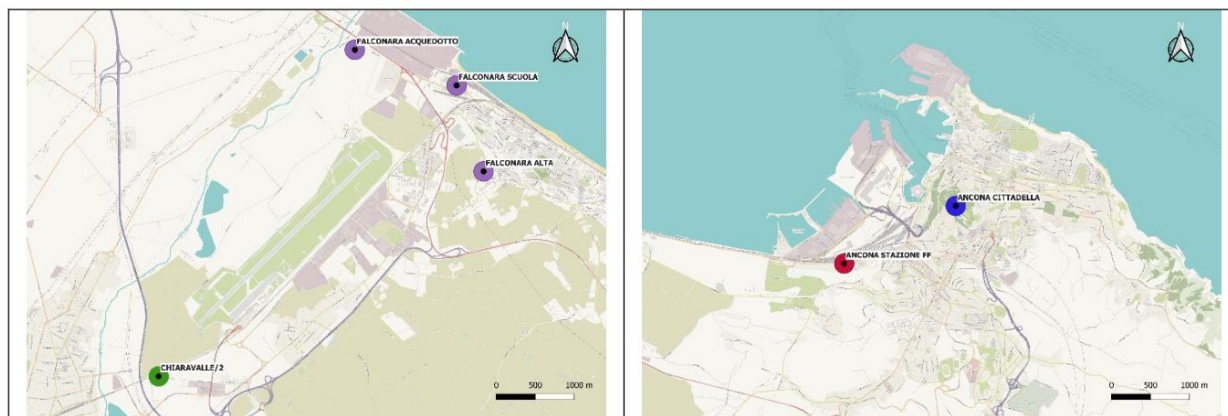 N
FALCONARA ACQUEDOTTO
FALCONARA SCUOLA
FALCONARA ALTA
CHIARAVALLE/2
0 500 1000 m
N
ANCONA CITTADELLA
ANCONA STAZIONE FF
0 500 1000 m